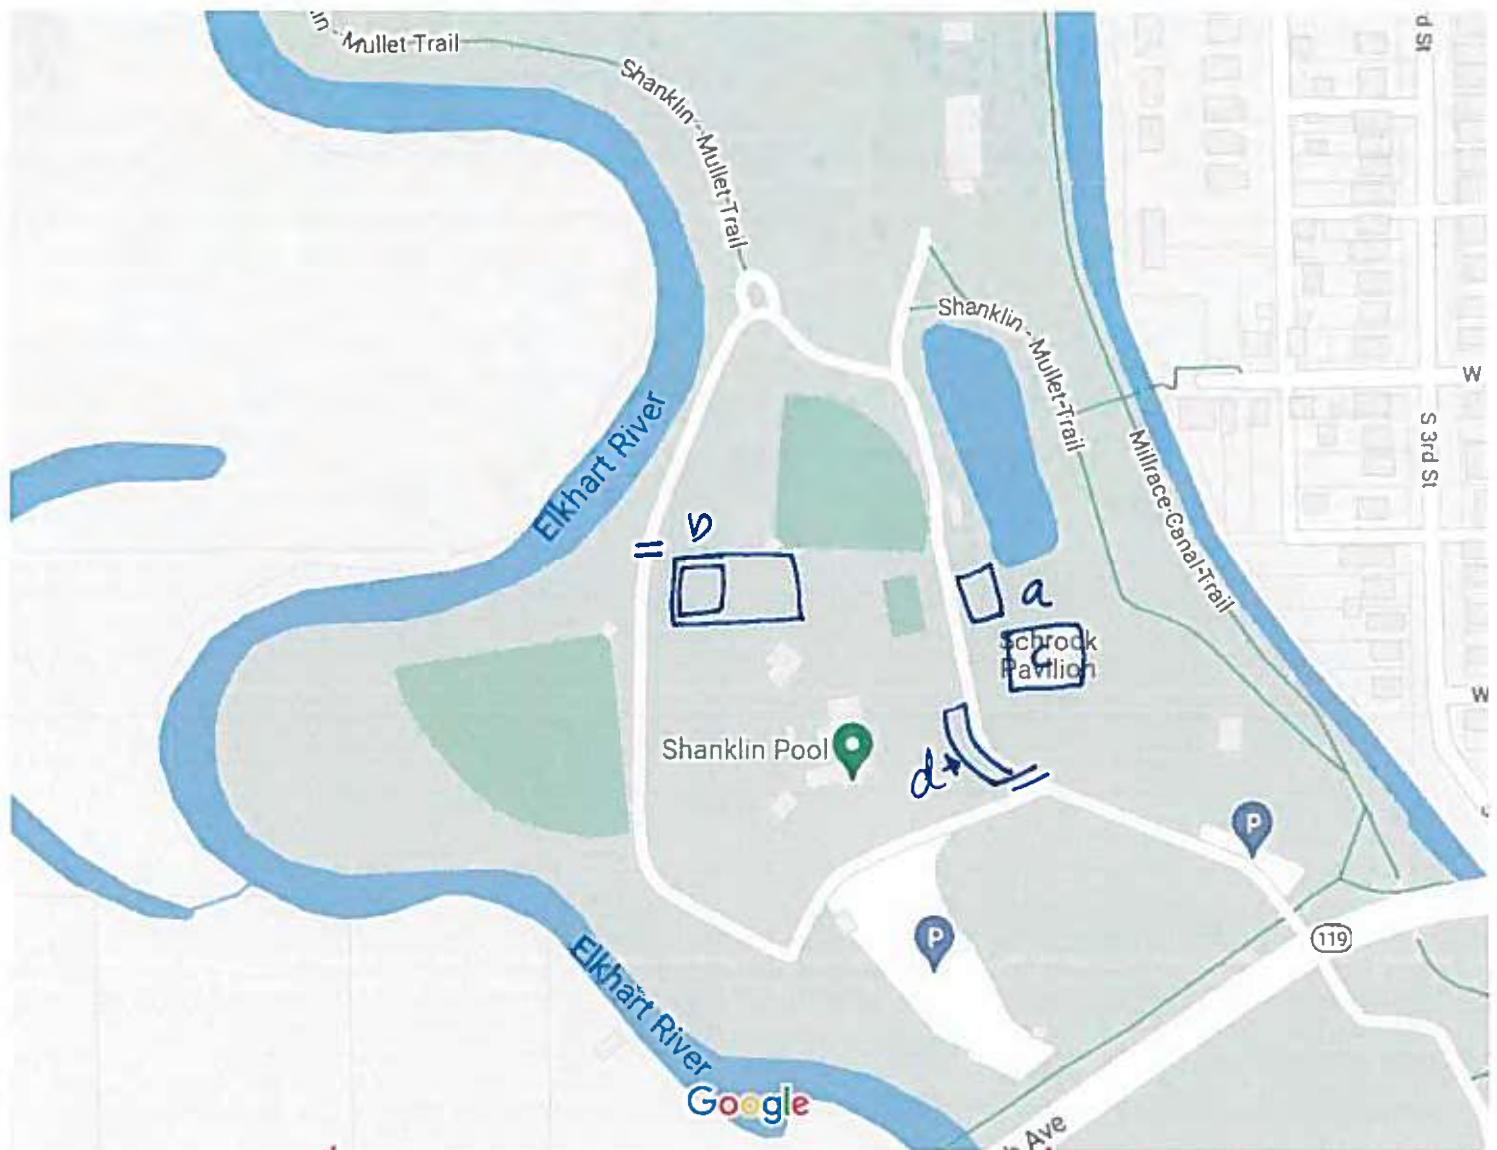 Mullet-Trail
Shanklin - Mullet-Trail
d St
Shanklin - Mullet-Trail
W
S 3rd St
Millrace-Canal-Trail
Elkhart River
=
a
Schrock
Pavilion
C
W
Shanklin Pool
d*
P
P
119
Elkhart River
Google
Ave